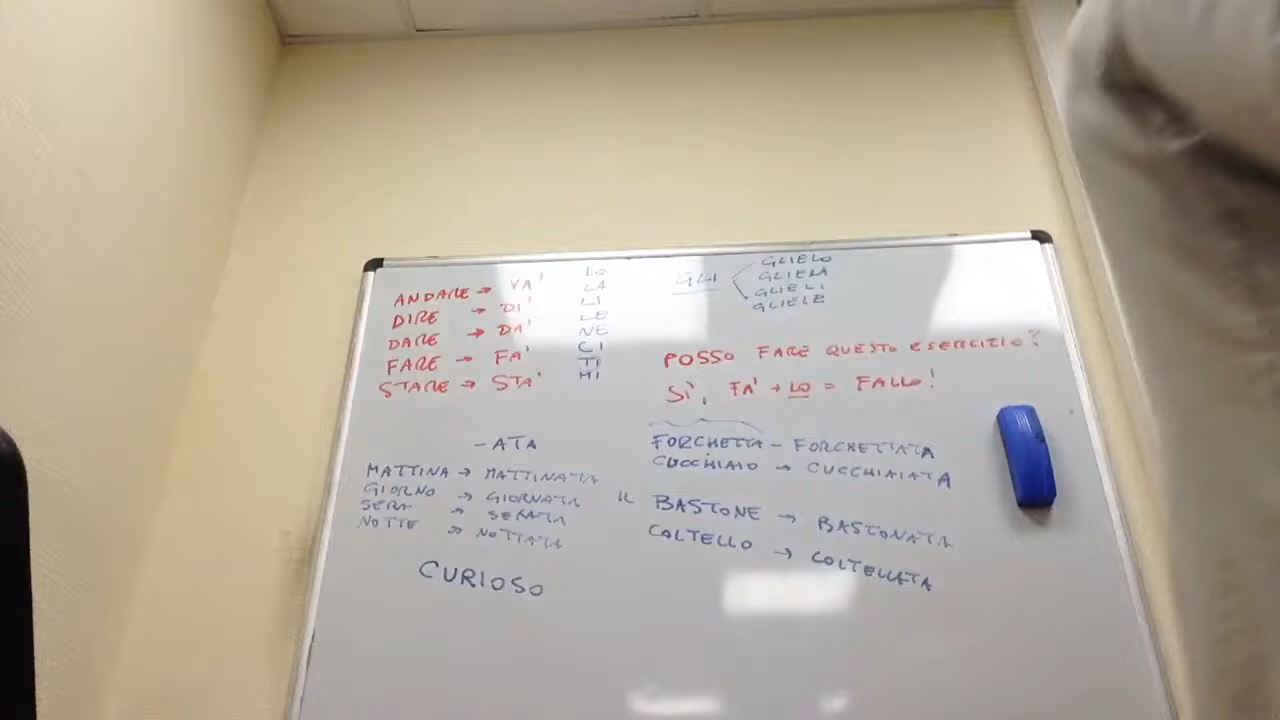 ANDARE → VA'
DIRE → DI'
DARE → DA'
FARE → FA'
STARE → STA'
LO
LA
LI
LE
NE
CI
TI
MI
GLI
GLIELO
GLIELA
GLIELI
GLIELE
POSSO FARE QUESTO ESERCIZIO?
SÌ, FA' + LO = FALLO!
-ATA
MATTINA → MATTINATA
GIORNO → GIORNATA
SERA → SERATA
NOTTE → NOTTATA
CURIOSO
FORCHETTA - FORCHETTATA
CUCCHIAIO → CUCCHIAIATA
IL BASTONE → BASTONATA
COLTELLO → COLTELLATA